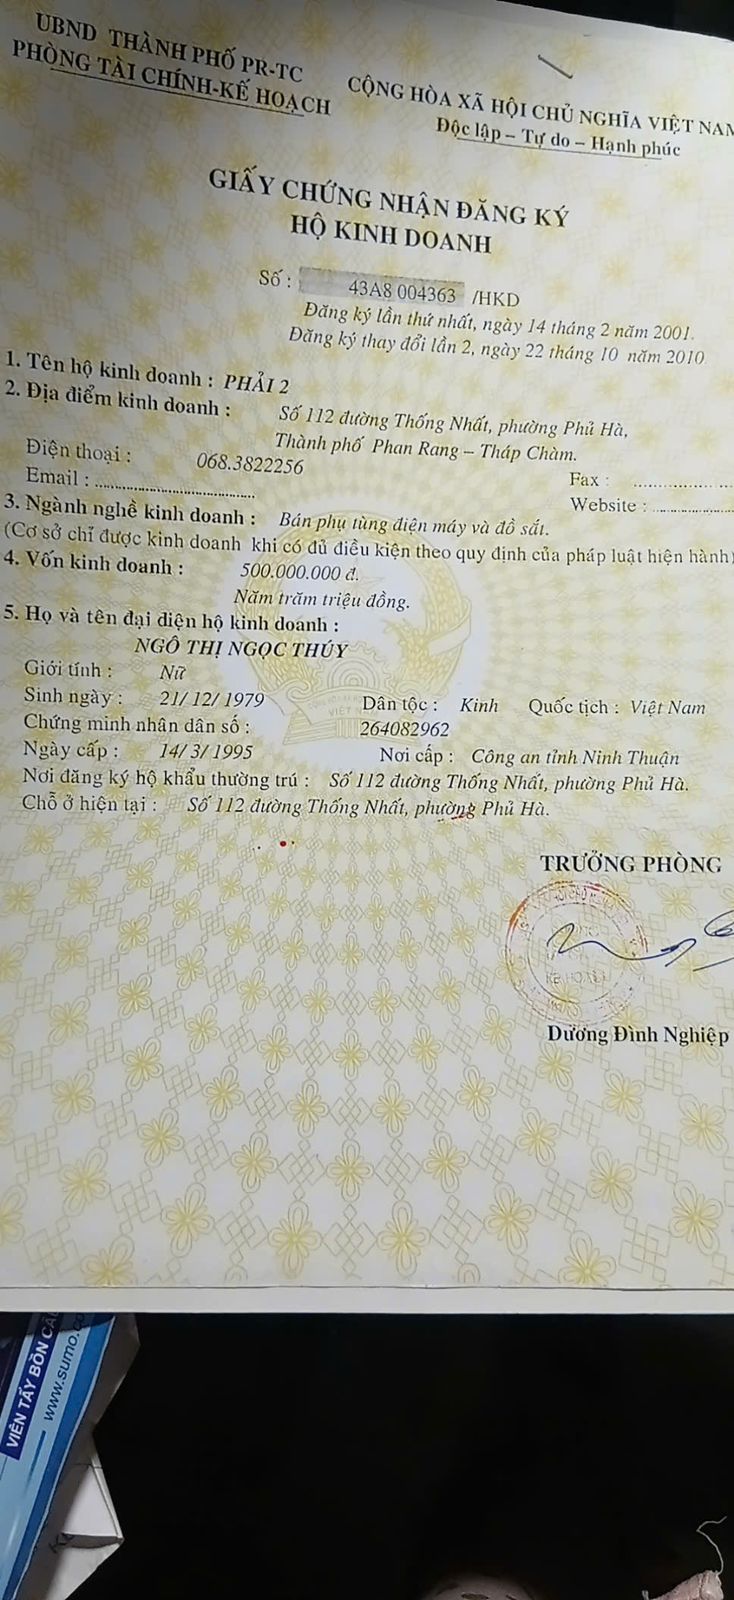 UBND THÀNH PHỐ PR-TC
PHÒNG TÀI CHÍNH-KẾ HOẠCH
CỘNG HÒA XÃ HỘI CHỦ NGHĨA VIỆT NAM
Độc lập – Tự do – Hạnh phúc
GIẤY CHỨNG NHẬN ĐĂNG KÝ
HỘ KINH DOANH
Số : 43A8 004363 /HKD
Đăng ký lần thứ nhất, ngày 14 tháng 2 năm 2001.
Đăng ký thay đổi lần 2, ngày 22 tháng 10 năm 2010
1. Tên hộ kinh doanh : PHẢI 2
2. Địa điểm kinh doanh : Số 112 đường Thống Nhất, phường Phủ Hà,
Thành phố Phan Rang – Tháp Chàm.
Điện thoại : 068.3822256 Fax : ..............
Email : .................................. Website : ..............
3. Ngành nghề kinh doanh : Bán phụ tùng điện máy và đồ sắt.
(Cơ sở chỉ được kinh doanh khi có đủ điều kiện theo quy định của pháp luật hiện hành)
4. Vốn kinh doanh : 500.000.000 đ.
Năm trăm triệu đồng.
5. Họ và tên đại diện hộ kinh doanh :
NGÔ THỊ NGỌC THÚY
Giới tính : Nữ
Sinh ngày : 21/ 12/ 1979 Dân tộc : Kinh Quốc tịch : Việt Nam
Chứng minh nhân dân số : 264082962
Ngày cấp : 14/ 3/ 1995 Nơi cấp : Công an tỉnh Ninh Thuận
Nơi đăng ký hộ khẩu thường trú : Số 112 đường Thống Nhất, phường Phủ Hà.
Chỗ ở hiện tại : Số 112 đường Thống Nhất, phường Phủ Hà.
TRƯỞNG PHÒNG
KẾ HOẠCH
Dương Đình Nghiệp
VIÊN TẨY BỒN CẦU
www.sumo.co